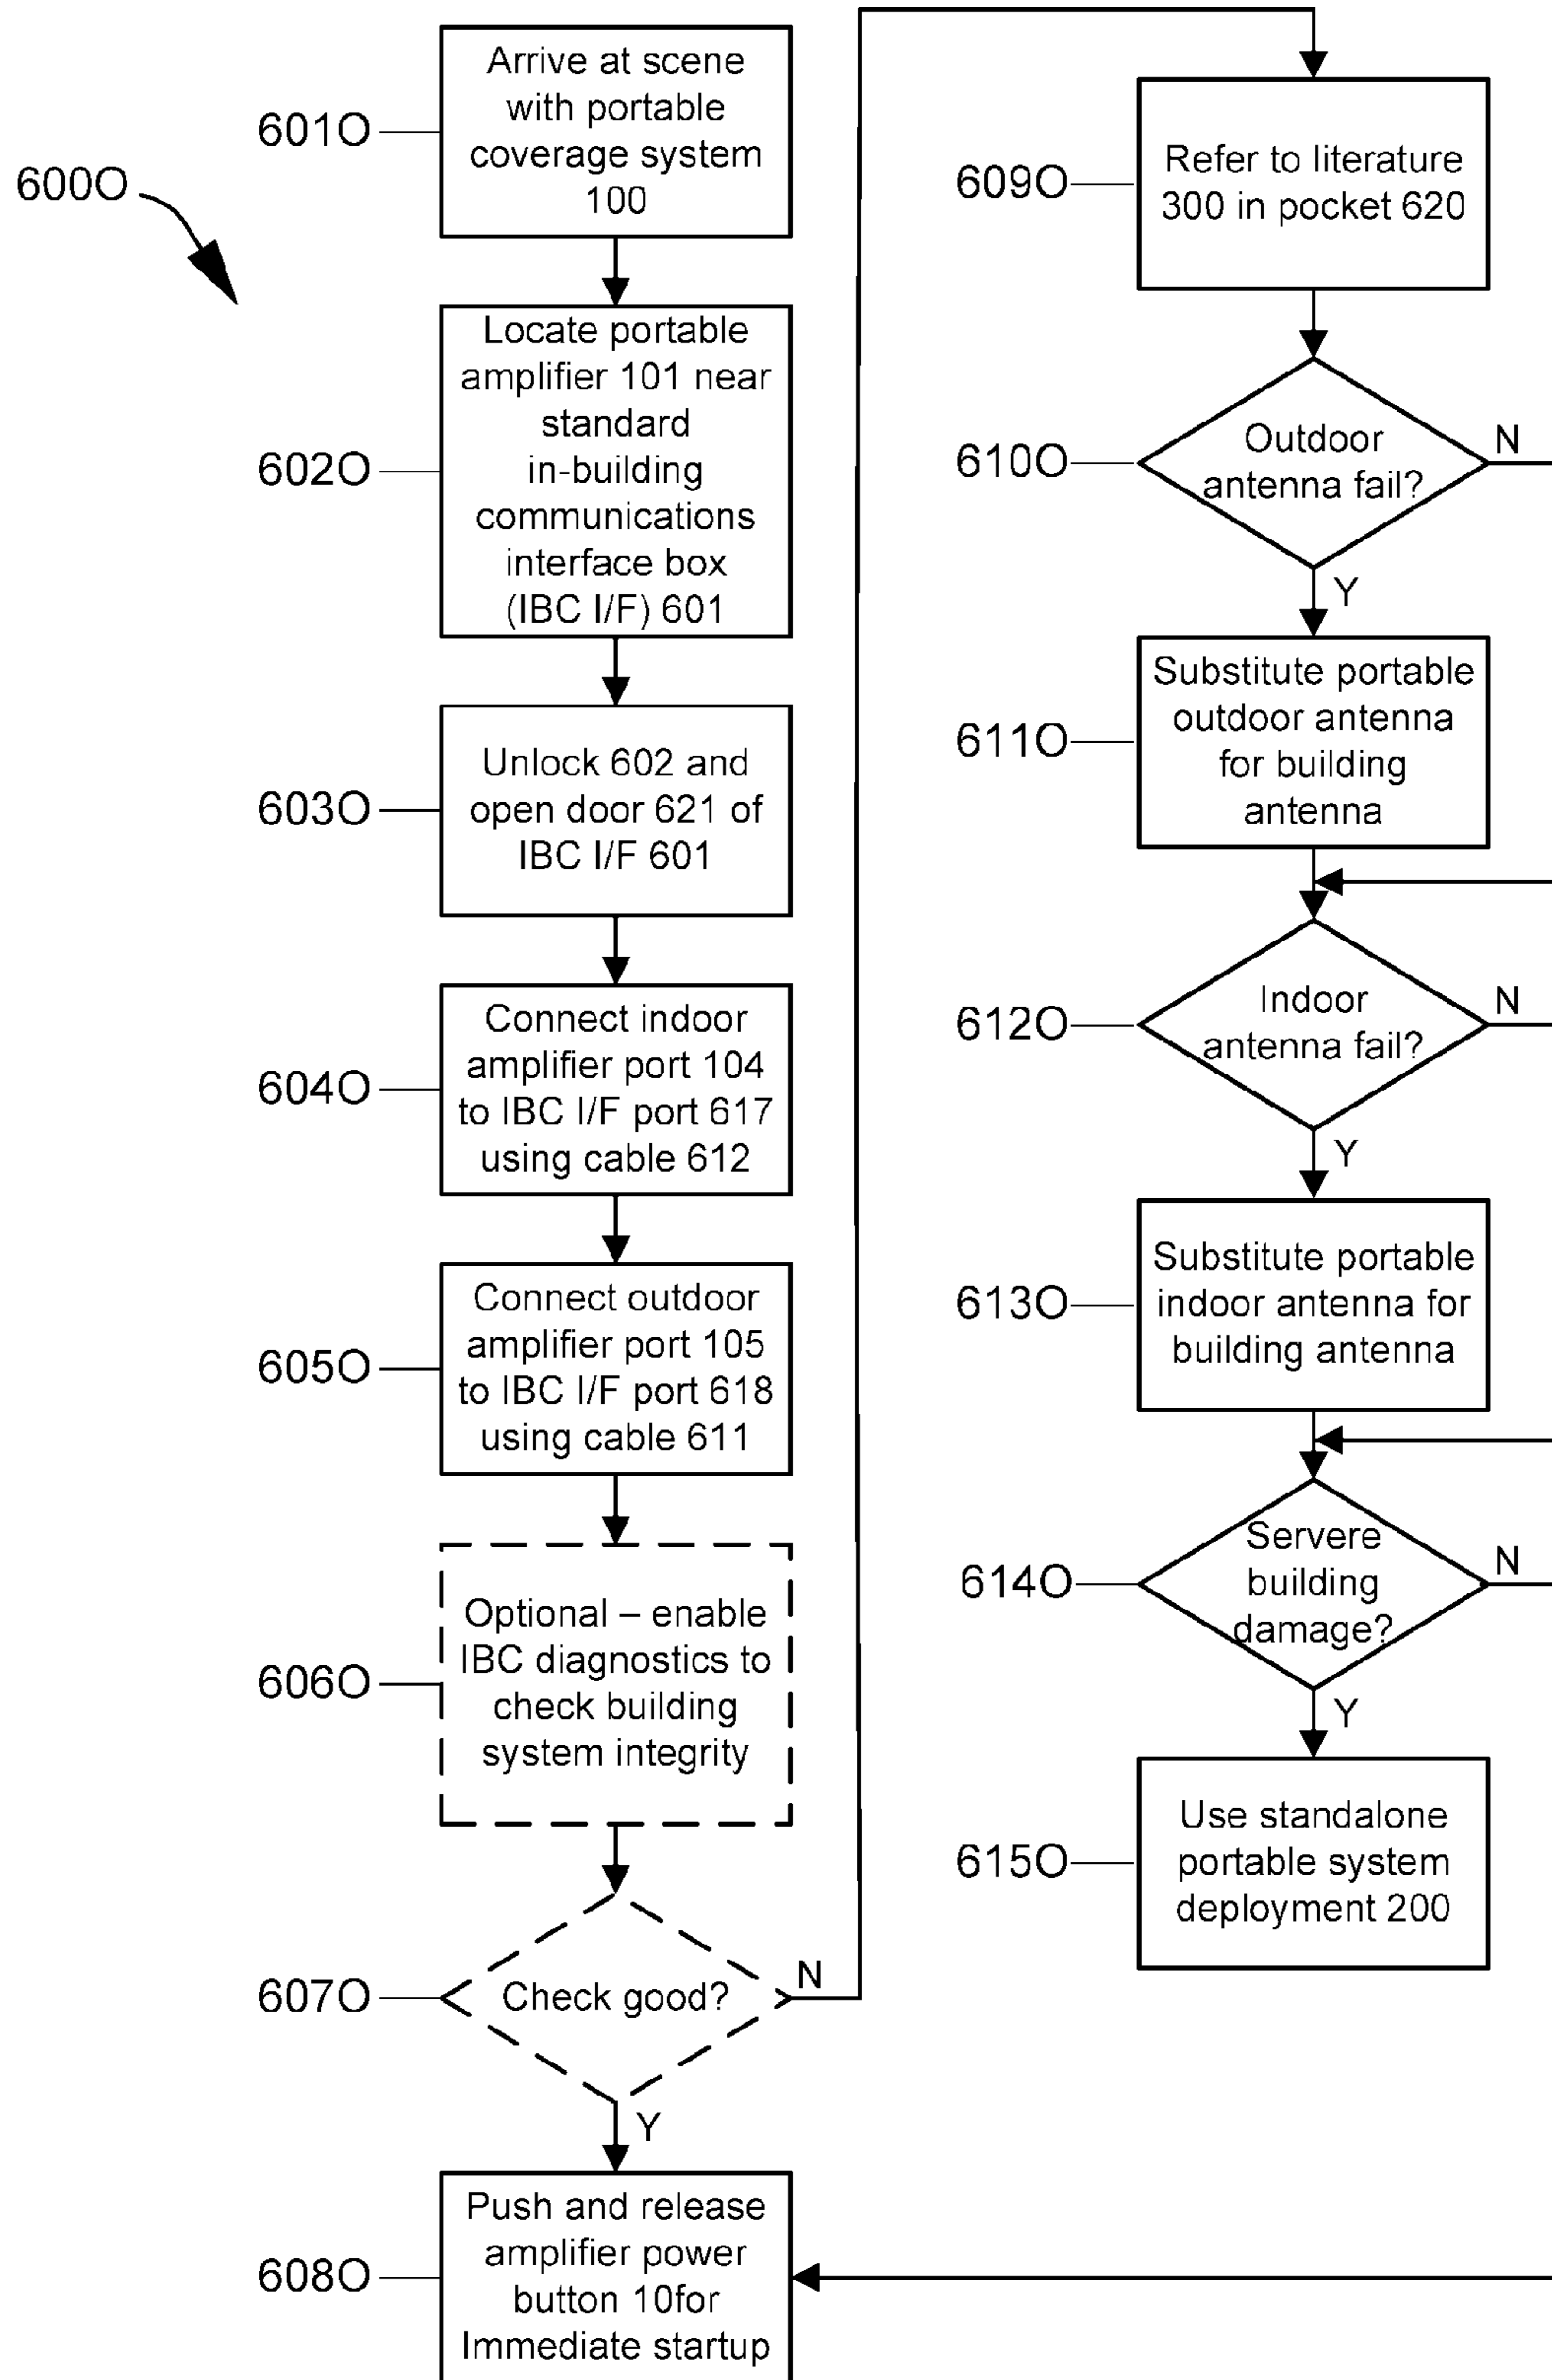 600O
601O
Arrive at scene
with portable
coverage system
100
602O
Locate portable
amplifier 101 near
standard
in-building
communications
interface box
(IBC I/F) 601
603O
Unlock 602 and
open door 621 of
IBC I/F 601
604O
Connect indoor
amplifier port 104
to IBC I/F port 617
using cable 612
605O
Connect outdoor
amplifier port 105
to IBC I/F port 618
using cable 611
606O
Optional – enable
IBC diagnostics to
check building
system integrity
607O
Check good?
N
Y
608O
Push and release
amplifier power
button 10for
Immediate startup
609O
Refer to literature
300 in pocket 620
610O
Outdoor
antenna fail?
N
Y
611O
Substitute portable
outdoor antenna
for building
antenna
612O
Indoor
antenna fail?
N
Y
613O
Substitute portable
indoor antenna for
building antenna
614O
Servere
building
damage?
N
Y
615O
Use standalone
portable system
deployment 200